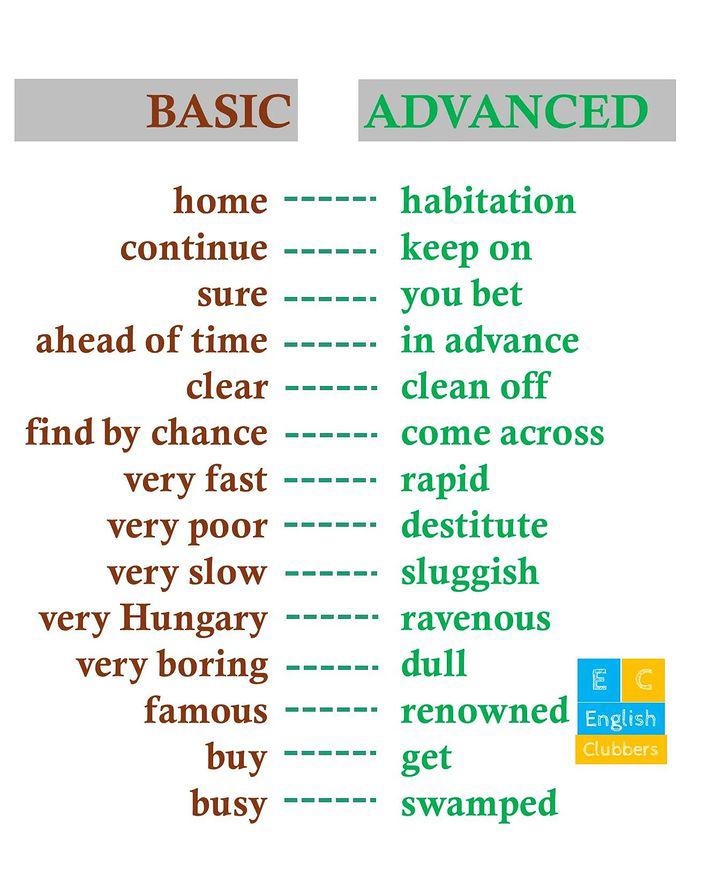 BASIC ADVANCED
home ------ habitation
continue ------ keep on
sure ------ you bet
ahead of time ------ in advance
clear ------ clean off
find by chance ------ come across
very fast ------ rapid
very poor ------ destitute
very slow ------ sluggish
very Hungary ------ ravenous
very boring ------ dull
famous ------ renowned
buy ------ get
busy ------ swamped
E C
English
Clubbers